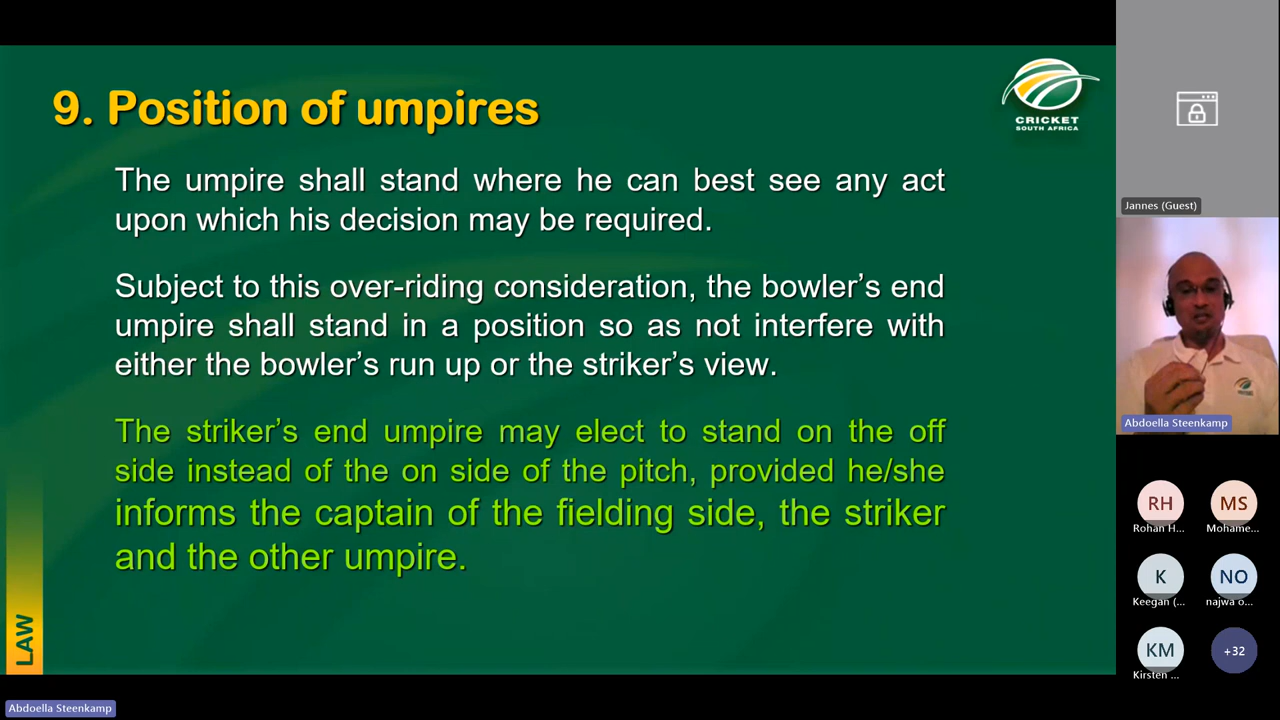 9. Position of umpires
CRICKET
SOUTH AFRICA
The umpire shall stand where he can best see any act
upon which his decision may be required.
Subject to this over-riding consideration, the bowler’s end
umpire shall stand in a position so as not interfere with
either the bowler’s run up or the striker’s view.
The striker’s end umpire may elect to stand on the off
side instead of the on side of the pitch, provided he/she
informs the captain of the fielding side, the striker
and the other umpire.
LAW
Abdoella Steenkamp
Jannes (Guest)
Abdoella Steenkamp
RH
MS
Rohan H...
Mohame...
K
NO
Keegan (...
najwa o...
KM
+32
Kirsten ...